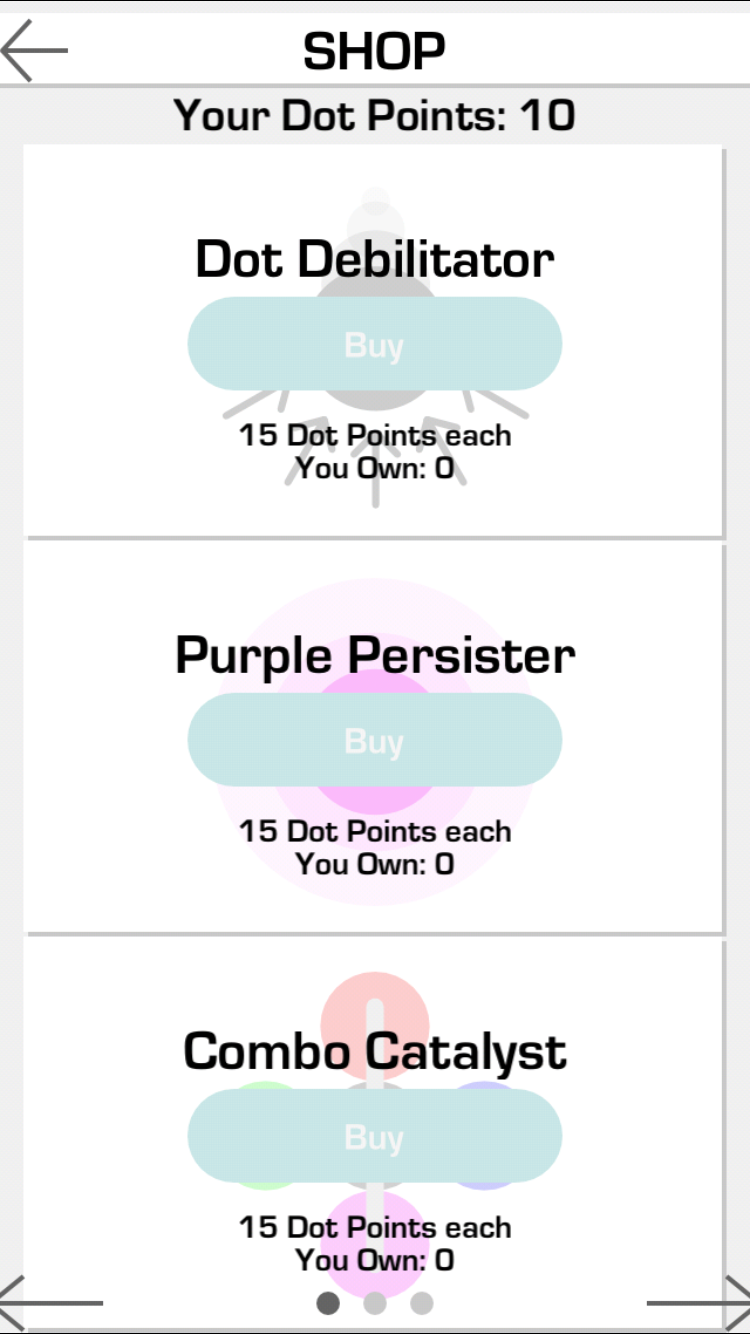 SHOP
Your Dot Points: 10
Dot Debilitator
Buy
15 Dot Points each
You Own: 0
Purple Persister
Buy
15 Dot Points each
You Own: 0
Combo Catalyst
Buy
15 Dot Points each
You Own: 0